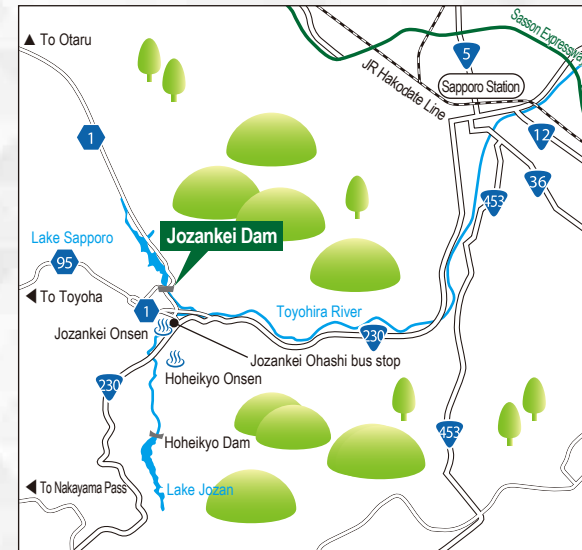 ▲ To Otaru
Sasson Expressway
5
JR Hakodate Line
Sapporo Station
1
12
36
453
Lake Sapporo
Jozankei Dam
95
◀ To Toyoha
1
Toyohira River
Jozankei Onsen
230
Jozankei Ohashi bus stop
Hoheikyo Onsen
230
453
Hoheikyo Dam
◀ To Nakayama Pass
Lake Jozan